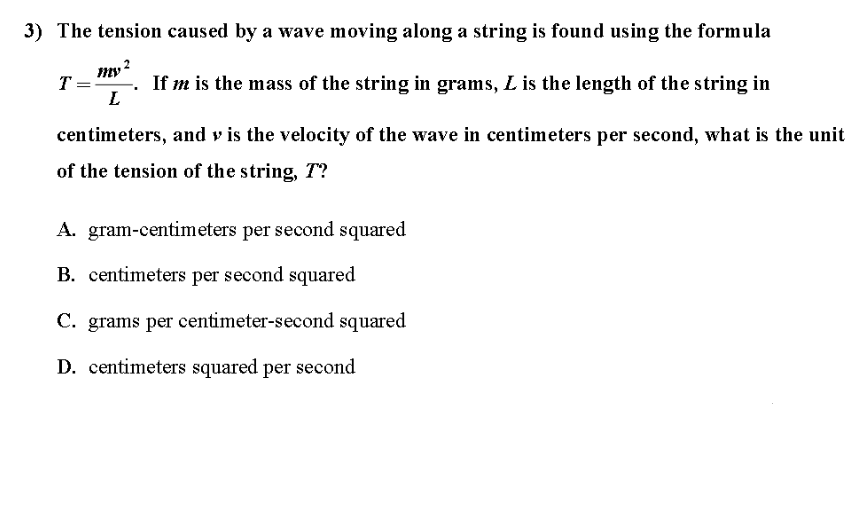 3) The tension caused by a wave moving along a string is found using the formula
T = mv²/L. If m is the mass of the string in grams, L is the length of the string in
centimeters, and v is the velocity of the wave in centimeters per second, what is the unit
of the tension of the string, T?
A. gram-centimeters per second squared
B. centimeters per second squared
C. grams per centimeter-second squared
D. centimeters squared per second